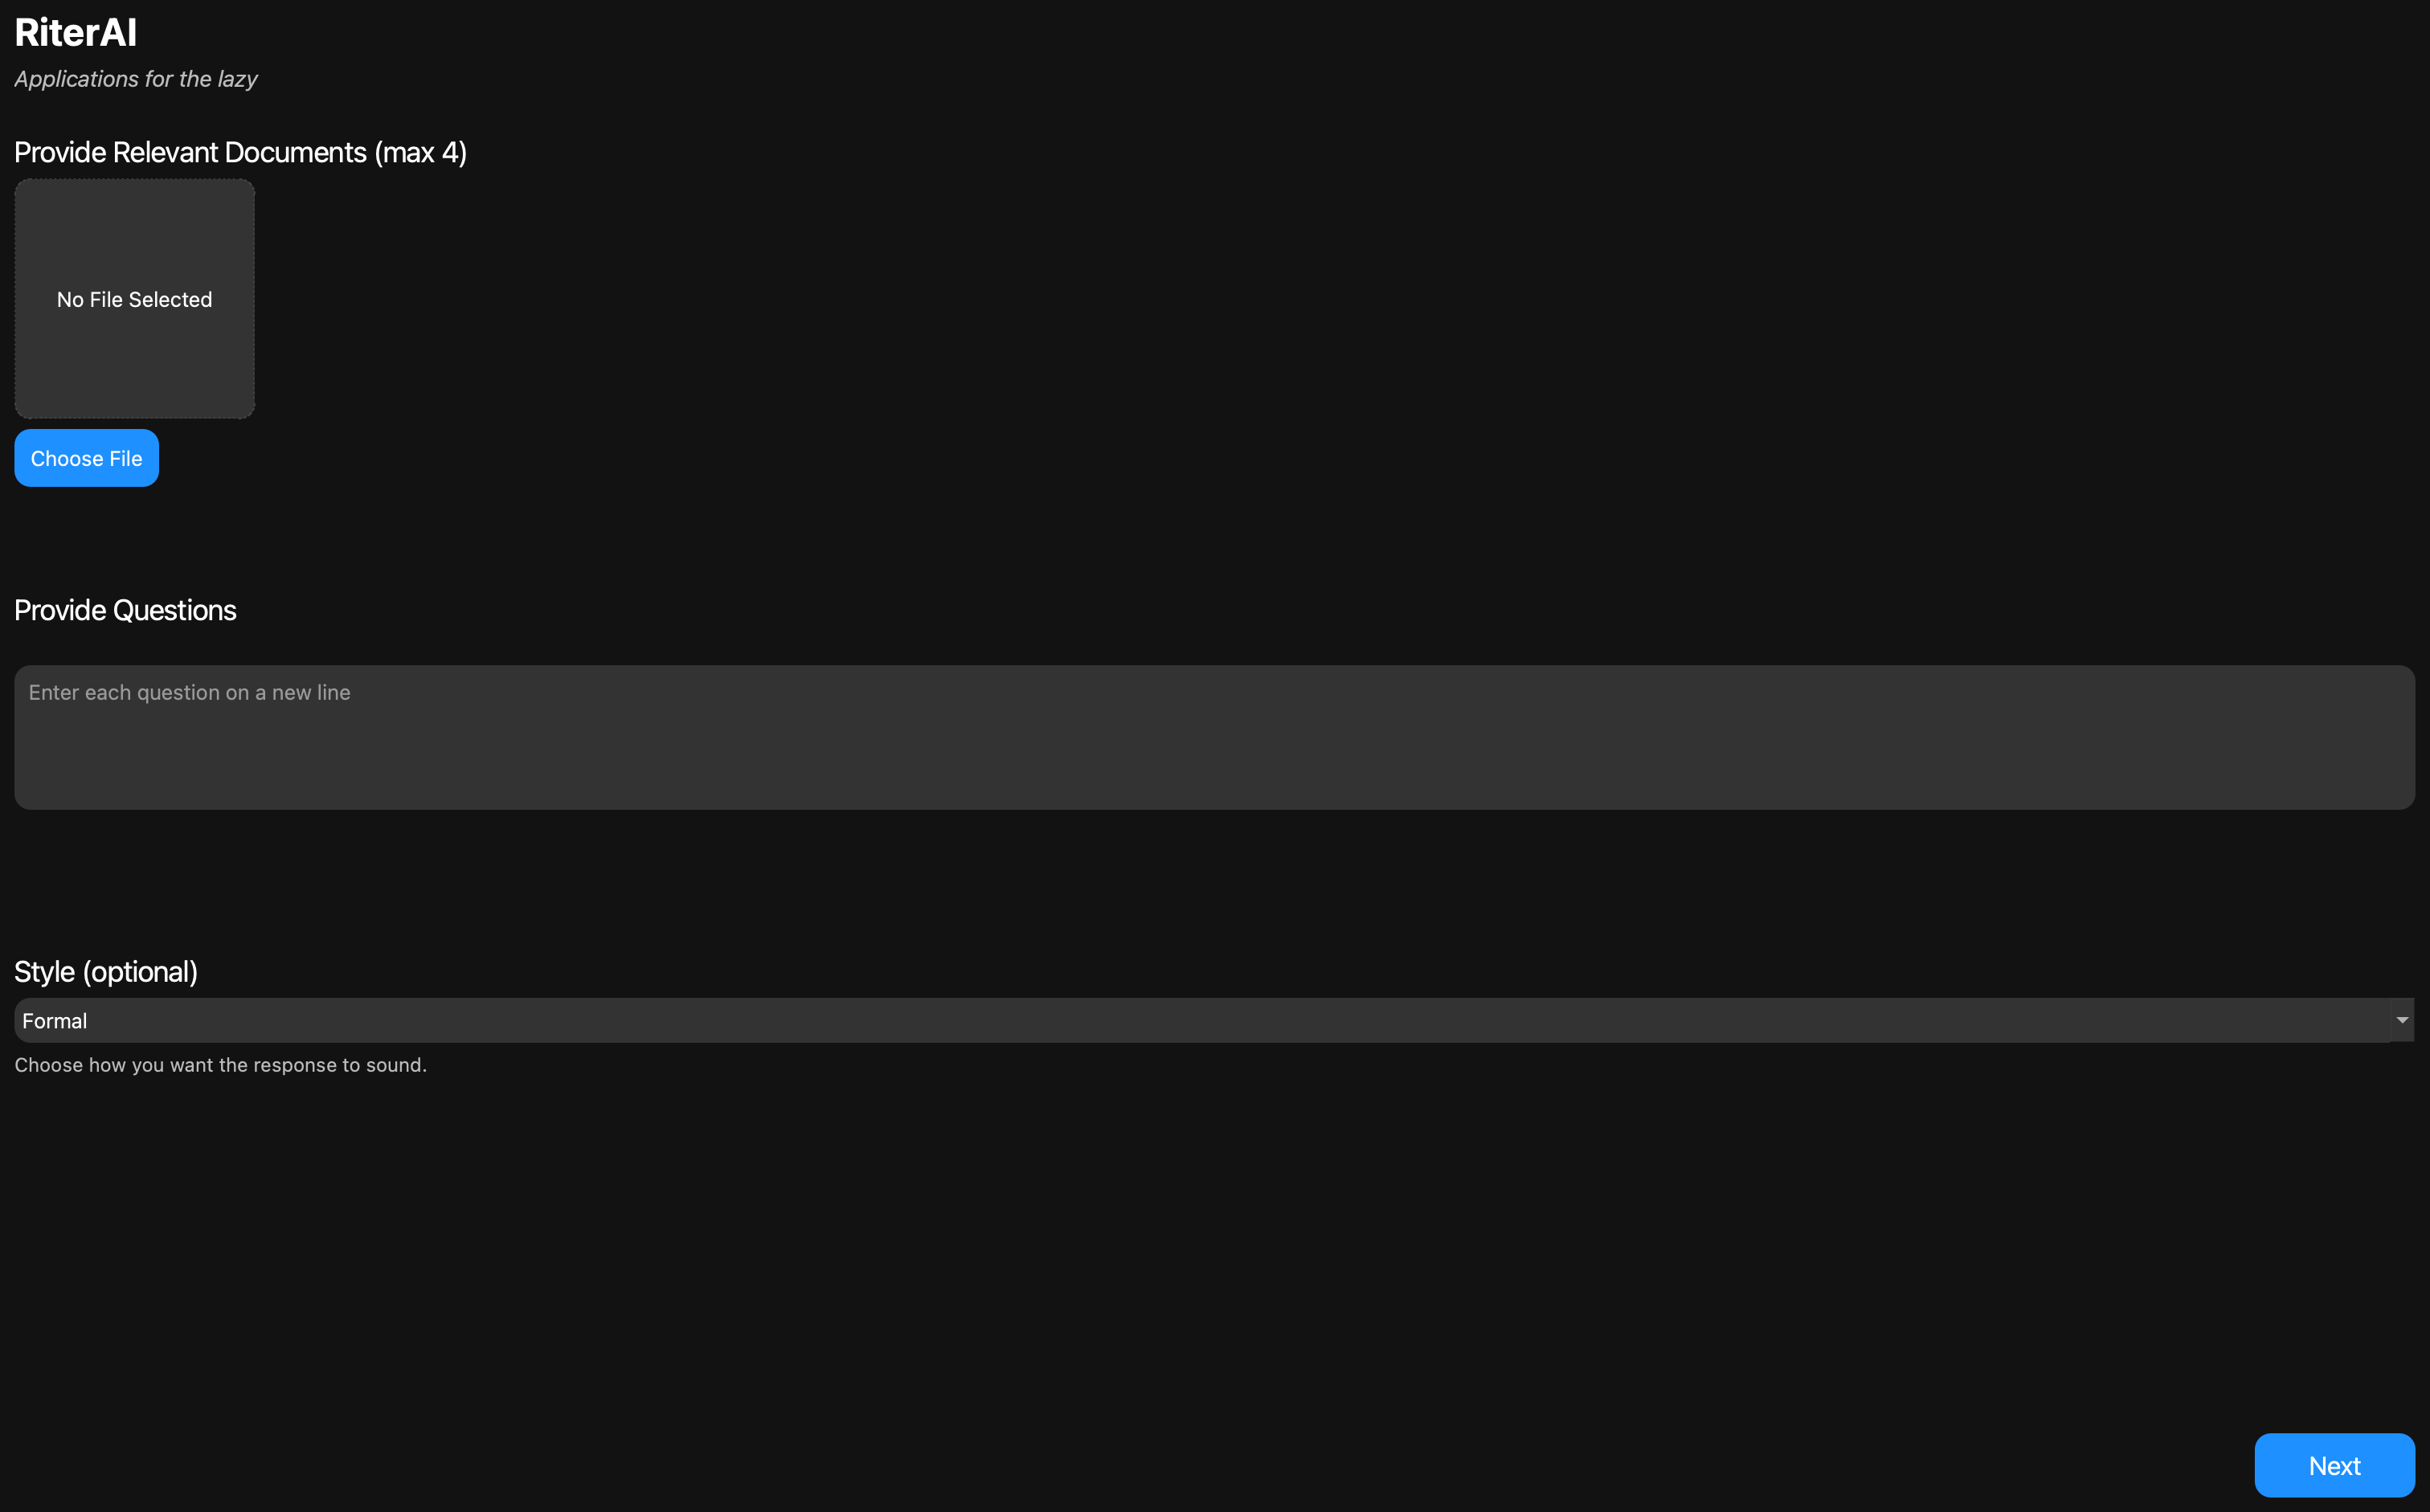 RiterAI
Applications for the lazy
Provide Relevant Documents (max 4)
No File Selected
Choose File
Provide Questions
Enter each question on a new line
Style (optional)
Formal
Choose how you want the response to sound.
Next